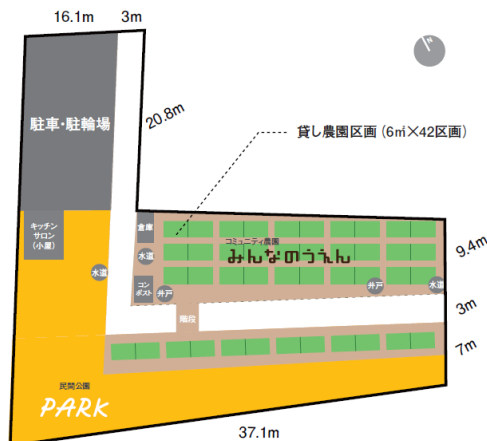 16.1m 3m
N
20.8m
駐車・駐輪場
貸し農園区画 (6㎡×42区画)
キッチン
サロン
(小屋)
倉庫
コミュニティ農園
みんなのうえん
水道
水道
コン
ポスト
井戸
井戸
水道
9.4m
3m
階段
7m
民間公園
PARK
37.1m